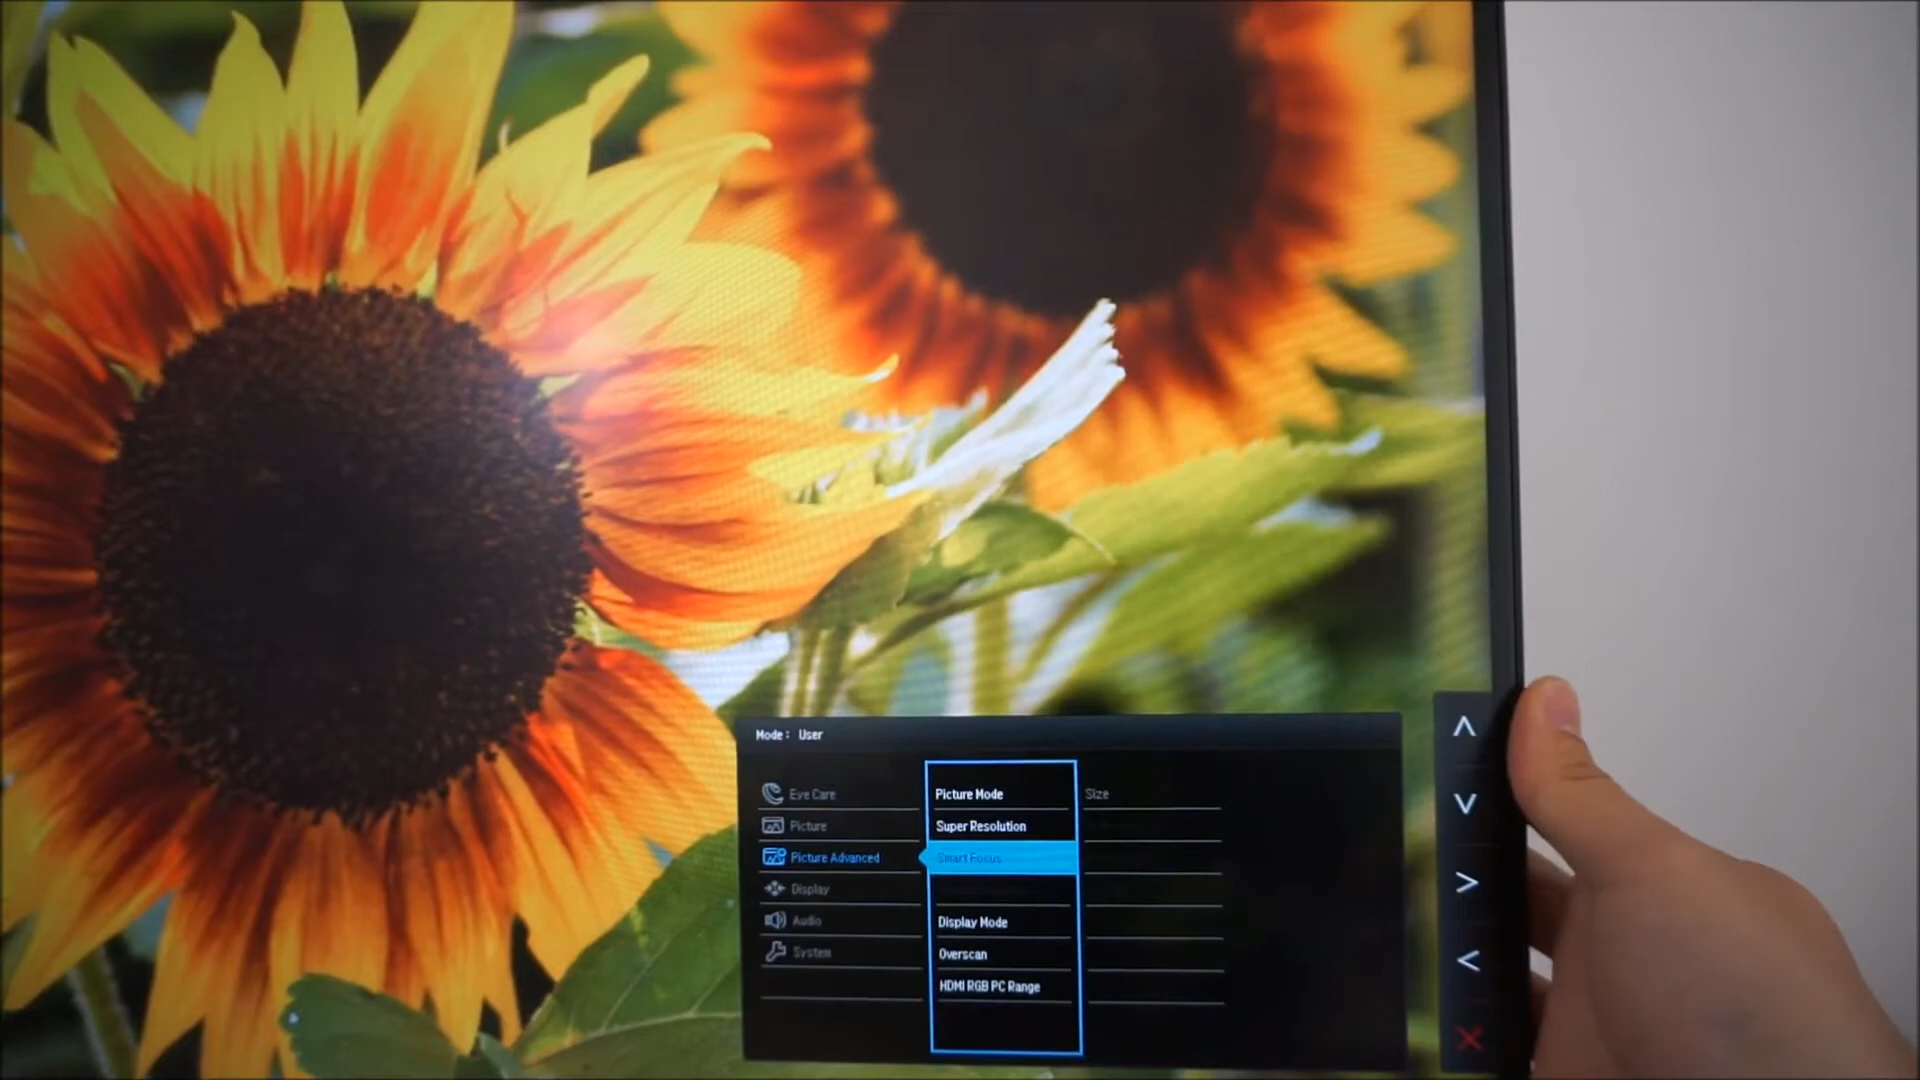 Mode: User
Eye Care
Picture
Picture Advanced
Display
Audio
System
Picture Mode
Super Resolution
Smart Focus
Display Mode
Overscan
HDMI RGB PC Range
Size